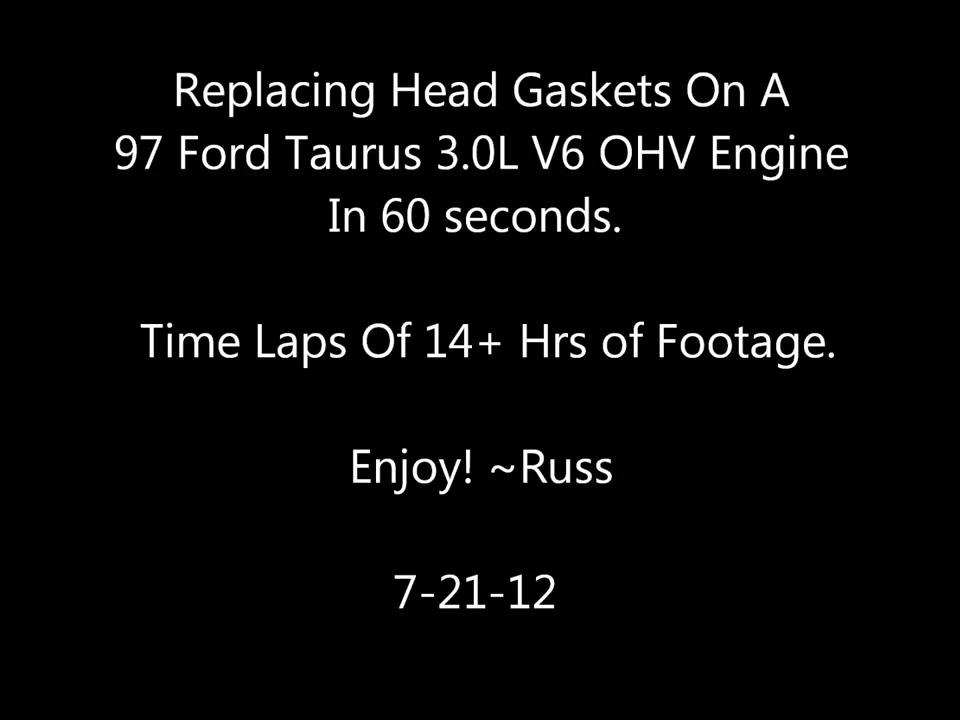 Replacing Head Gaskets On A
97 Ford Taurus 3.0L V6 OHV Engine
In 60 seconds.
Time Laps Of 14+ Hrs of Footage.
Enjoy! ~Russ
7-21-12